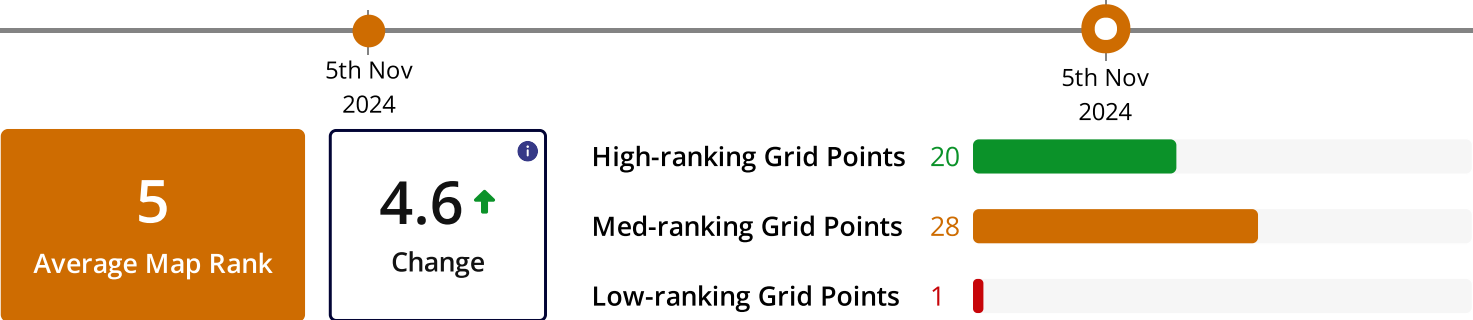 5th Nov
2024
5th Nov
2024
5
Average Map Rank
4.6
Change
High-ranking Grid Points 20
Med-ranking Grid Points 28
Low-ranking Grid Points 1